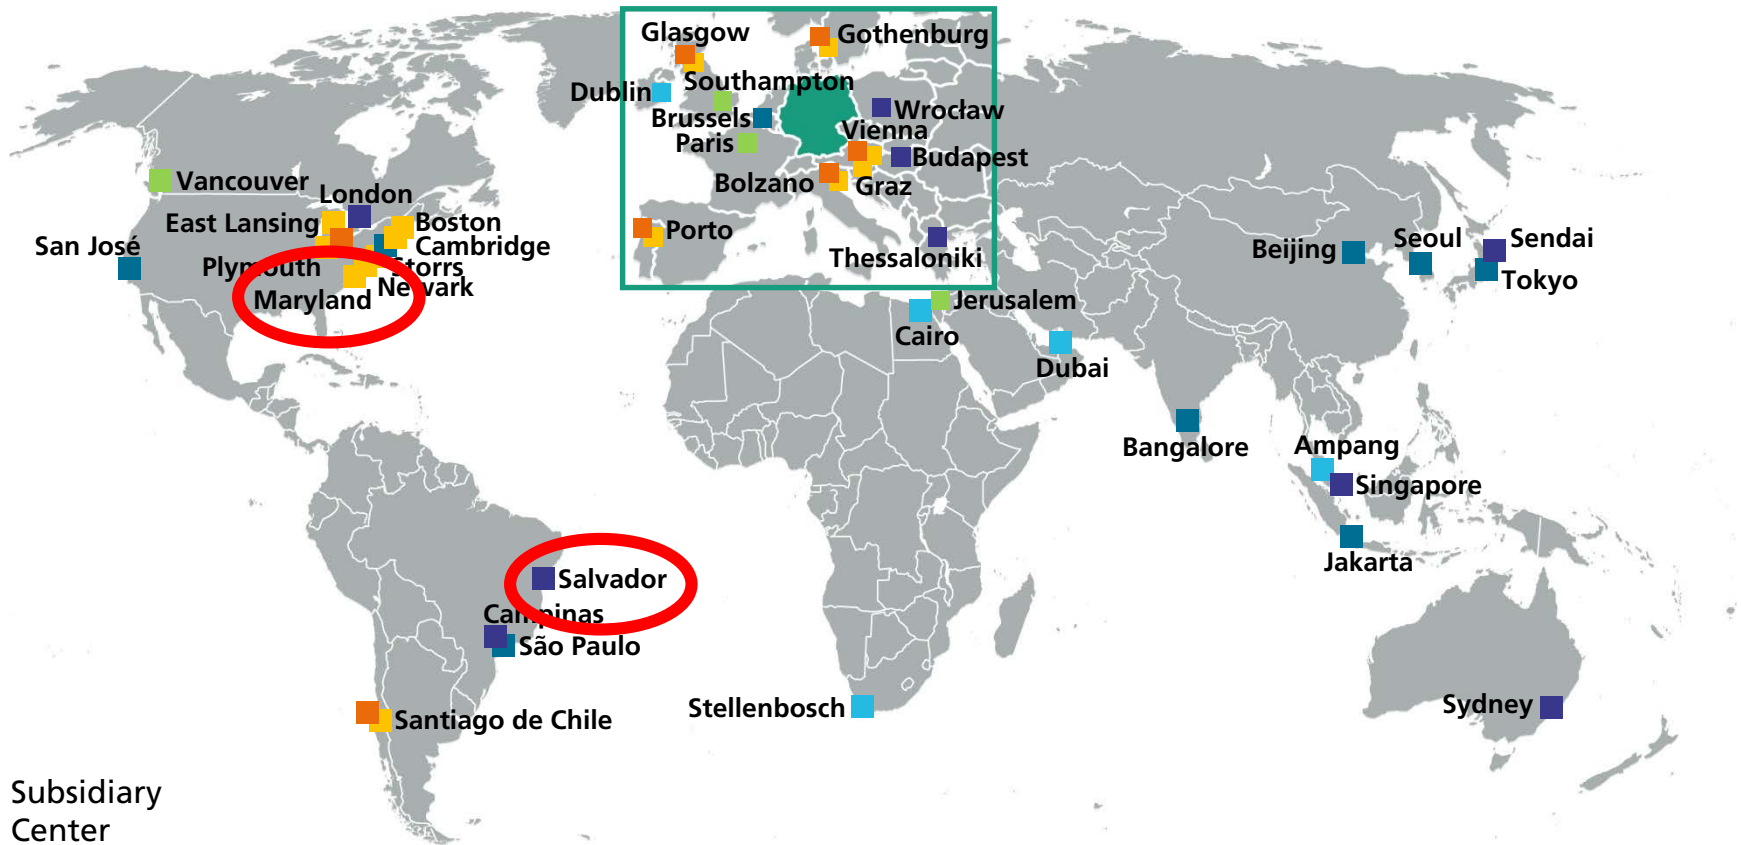 Glasgow
Gothenburg
Southampton
Dublin
Wrocław
Brussels
Vienna
Paris
Budapest
Bolzano
Graz
Vancouver
London
East Lansing
Boston
Porto
San José
Cambridge
Beijing
Seoul
Sendai
Thessaloniki
Plymouth
Storrs
Newark
Tokyo
Maryland
Jerusalem
Cairo
Dubai
Bangalore
Ampang
Singapore
Jakarta
Salvador
Campinas
São Paulo
Stellenbosch
Sydney
Santiago de Chile
Subsidiary
Center